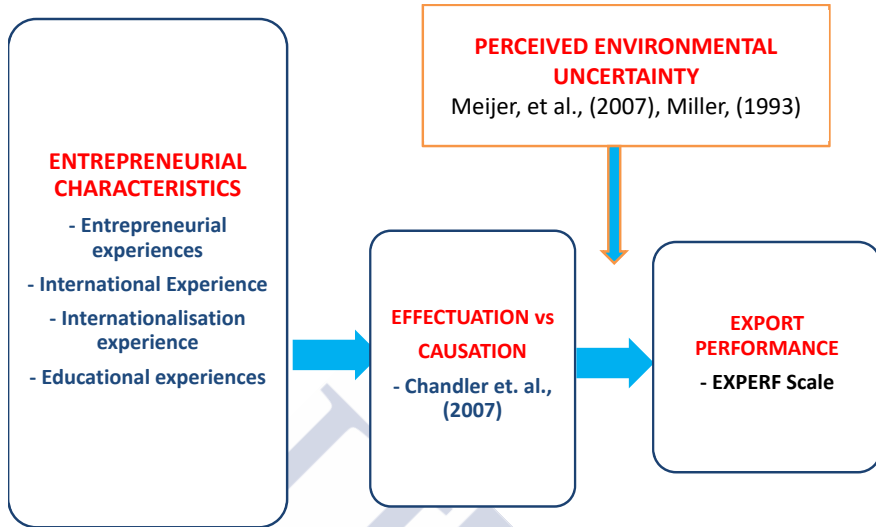 PERCEIVED ENVIRONMENTAL
UNCERTAINTY
Meijer, et al., (2007), Miller, (1993)
ENTREPRENEURIAL
CHARACTERISTICS
- Entrepreneurial
experiences
- International Experience
- Internationalisation
experience
- Educational experiences
EFFECTUATION vs
CAUSATION
- Chandler et. al.,
(2007)
EXPORT
PERFORMANCE
- EXPERF Scale